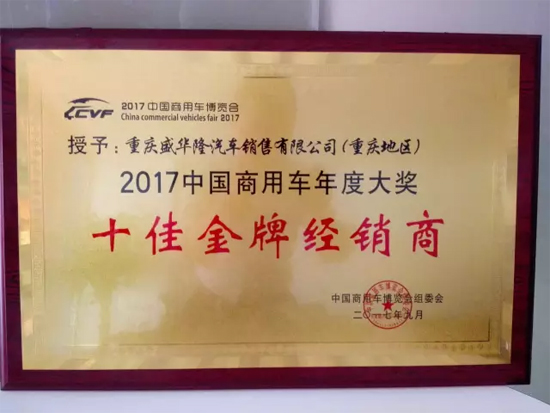 CCVF
2017中国商用车博览会
China commercial vehicles fair 2017
授予：重庆盛华隆汽车销售有限公司（重庆地区）
2017中国商用车年度大奖
十佳金牌经销商
中国商用车博览会组委会
二〇一七年九月